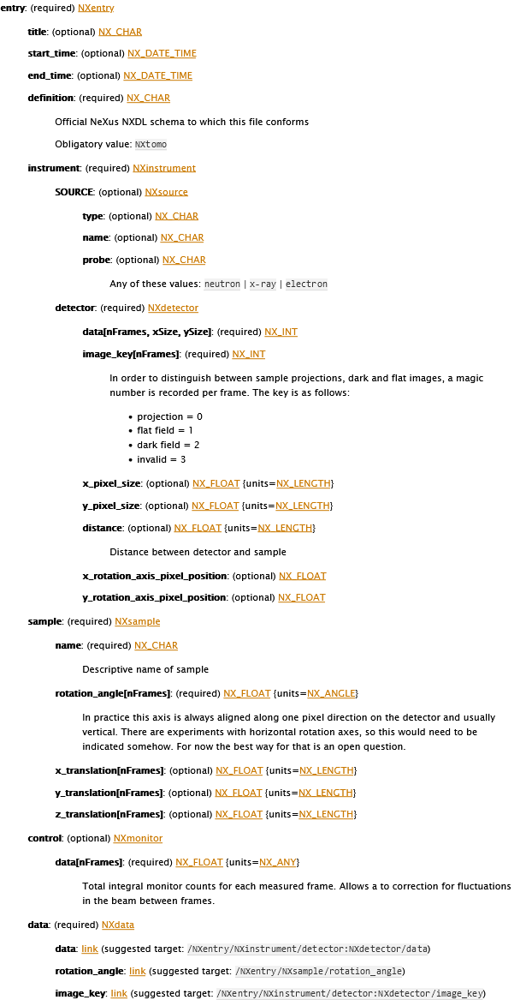 entry: (required) NXentry
title: (optional) NX_CHAR
start_time: (optional) NX_DATE_TIME
end_time: (optional) NX_DATE_TIME
definition: (required) NX_CHAR
Official NeXus NXDL schema to which this file conforms
Obligatory value: NXtomo
instrument: (required) NXinstrument
SOURCE: (optional) NXsource
type: (optional) NX_CHAR
name: (optional) NX_CHAR
probe: (optional) NX_CHAR
Any of these values: neutron | x-ray | electron
detector: (required) NXdetector
data[nFrames, xSize, ySize]: (required) NX_INT
image_key[nFrames]: (required) NX_INT
In order to distinguish between sample projections, dark and flat images, a magic
number is recorded per frame. The key is as follows:
• projection = 0
• flat field = 1
• dark field = 2
• invalid = 3
x_pixel_size: (optional) NX_FLOAT {units=NX_LENGTH}
y_pixel_size: (optional) NX_FLOAT {units=NX_LENGTH}
distance: (optional) NX_FLOAT {units=NX_LENGTH}
Distance between detector and sample
x_rotation_axis_pixel_position: (optional) NX_FLOAT
y_rotation_axis_pixel_position: (optional) NX_FLOAT
sample: (required) NXsample
name: (required) NX_CHAR
Descriptive name of sample
rotation_angle[nFrames]: (required) NX_FLOAT {units=NX_ANGLE}
In practice this axis is always aligned along one pixel direction on the detector and usually
vertical. There are experiments with horizontal rotation axes, so this would need to be
indicated somehow. For now the best way for that is an open question.
x_translation[nFrames]: (optional) NX_FLOAT {units=NX_LENGTH}
y_translation[nFrames]: (optional) NX_FLOAT {units=NX_LENGTH}
z_translation[nFrames]: (optional) NX_FLOAT {units=NX_LENGTH}
control: (optional) NXmonitor
data[nFrames]: (required) NX_FLOAT {units=NX_ANY}
Total integral monitor counts for each measured frame. Allows a to correction for fluctuations
in the beam between frames.
data: (required) NXdata
data: link (suggested target: /NXentry/NXinstrument/detector:NXdetector/data)
rotation_angle: link (suggested target: /NXentry/NXsample/rotation_angle)
image_key: link (suggested target: /NXentry/NXinstrument/detector:NXdetector/image_key)